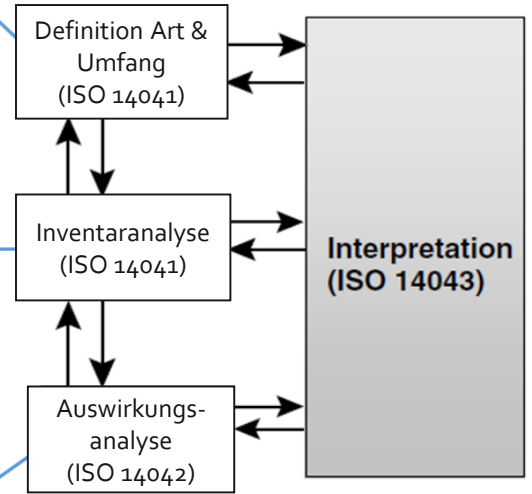 Definition Art &
Umfang
(ISO 14041)
Inventaranalyse
(ISO 14041)
Auswirkungs-
analyse
(ISO 14042)
Interpretation
(ISO 14043)